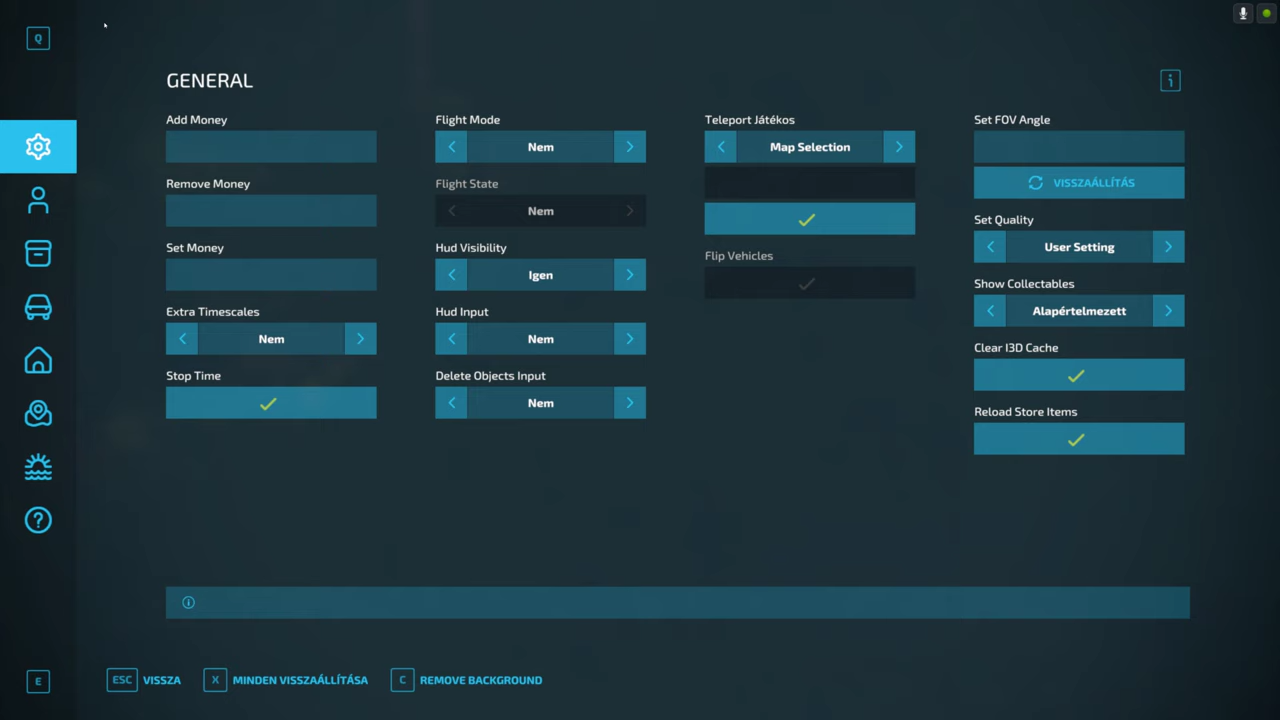 Q
GENERAL
Add Money
Remove Money
Set Money
Extra Timescales
Nem
Stop Time
Flight Mode
Nem
Flight State
Nem
Hud Visibility
Igen
Hud Input
Nem
Delete Objects Input
Nem
Teleport Játékos
Map Selection
Flip Vehicles
Set FOV Angle
VISSZAÁLLÍTÁS
Set Quality
User Setting
Show Collectables
Alapértelmezett
Clear I3D Cache
Reload Store Items
E
ESC VISSZA X MINDEN VISSZAÁLLÍTÁSA C REMOVE BACKGROUND